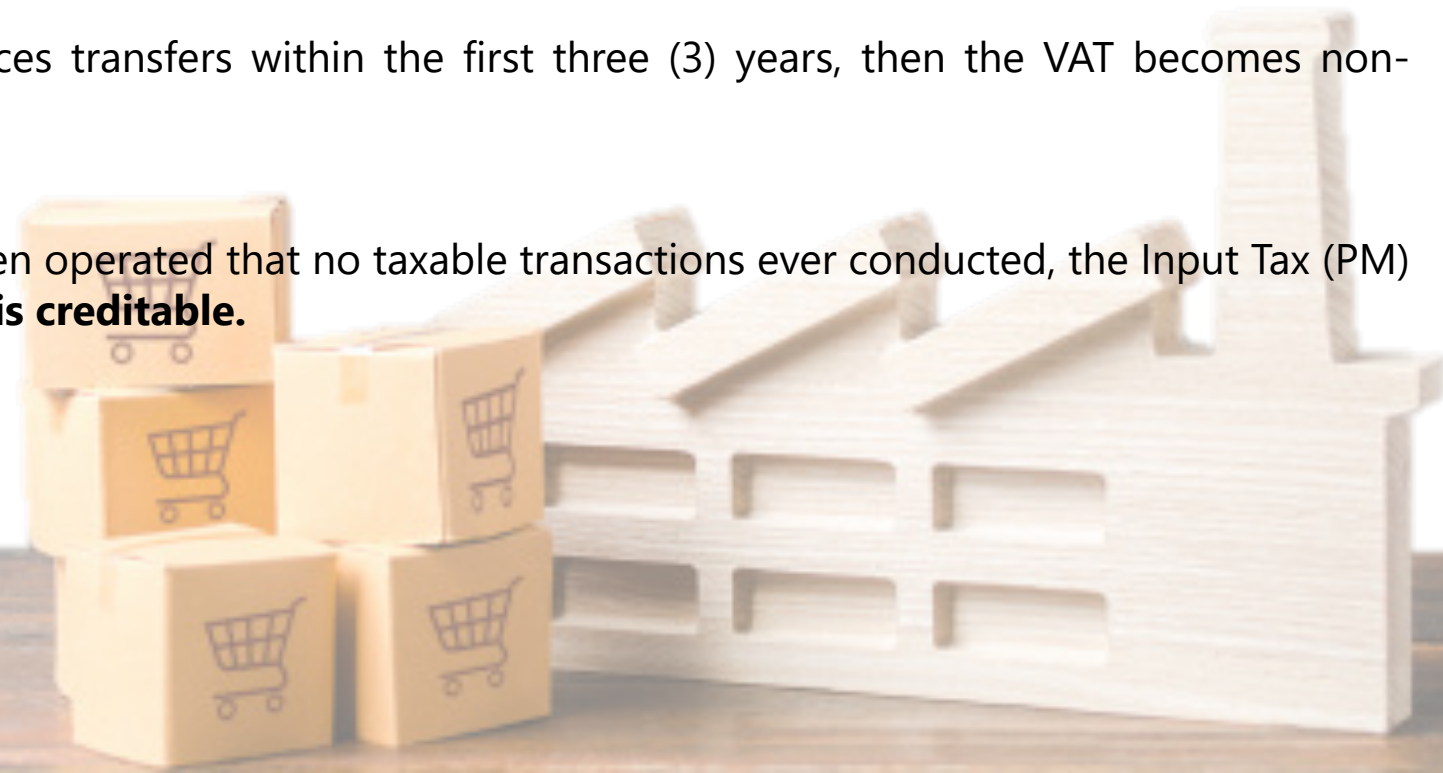 ces transfers within the first three (3) years, then the VAT becomes non-
en operated that no taxable transactions ever conducted, the Input Tax (PM)
is creditable.